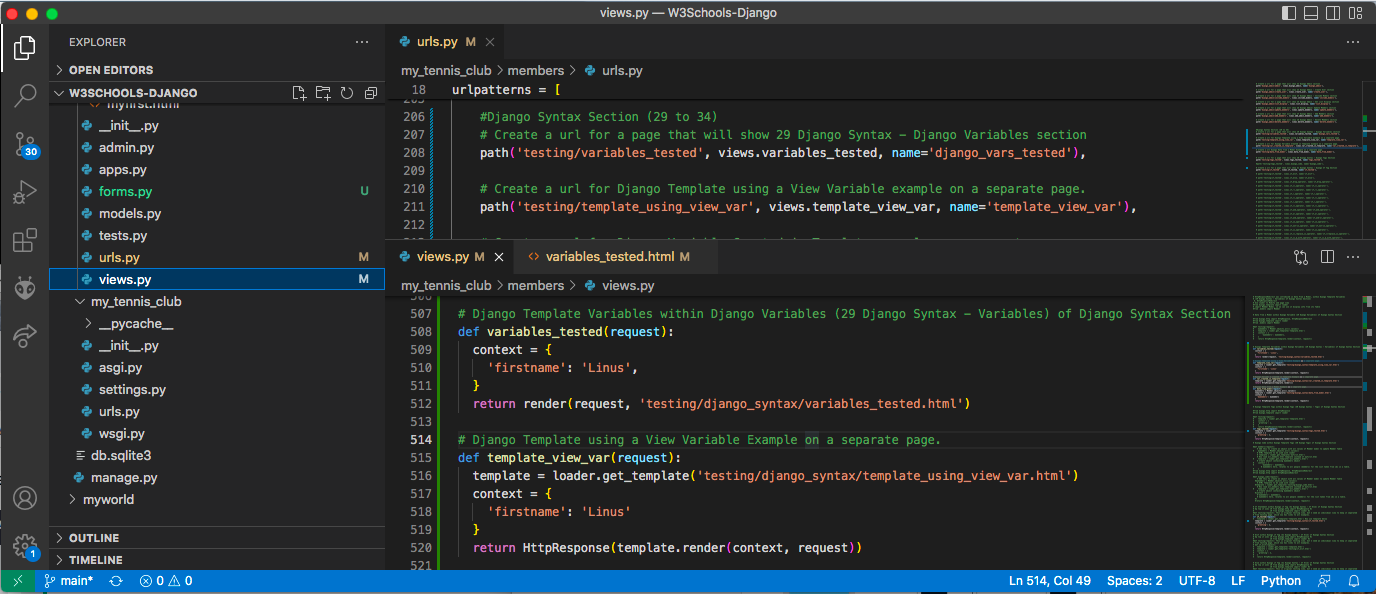 views.py — W3Schools-Django
EXPLORER
OPEN EDITORS
W3SCHOOLS-DJANGO
myfirst.html
__init__.py
admin.py
apps.py
forms.py U
models.py
tests.py
urls.py M
views.py M
my_tennis_club
__pycache__
__init__.py
asgi.py
settings.py
urls.py
wsgi.py
db.sqlite3
manage.py
myworld
OUTLINE
TIMELINE
30
1
urls.py M
my_tennis_club > members > urls.py
18 urlpatterns = [
206 #Django Syntax Section (29 to 34)
207 # Create a url for a page that will show 29 Django Syntax - Django Variables section
208 path('testing/variables_tested', views.variables_tested, name='django_vars_tested'),
209
210 # Create a url for Django Template using a View Variable example on a separate page.
211 path('testing/template_using_view_var', views.template_view_var, name='template_view_var'),
212
views.py M variables_tested.html M
my_tennis_club > members > views.py
507 # Django Template Variables within Django Variables (29 Django Syntax - Variables) of Django Syntax Section
508 def variables_tested(request):
509 context = {
510 'firstname': 'Linus',
511 }
512 return render(request, 'testing/django_syntax/variables_tested.html')
513
514 # Django Template using a View Variable Example on a separate page.
515 def template_view_var(request):
516 template = loader.get_template('testing/django_syntax/template_using_view_var.html')
517 context = {
518 'firstname': 'Linus'
519 }
520 return HttpResponse(template.render(context, request))
521
main* 0 0 Ln 514, Col 49 Spaces: 2 UTF-8 LF Python